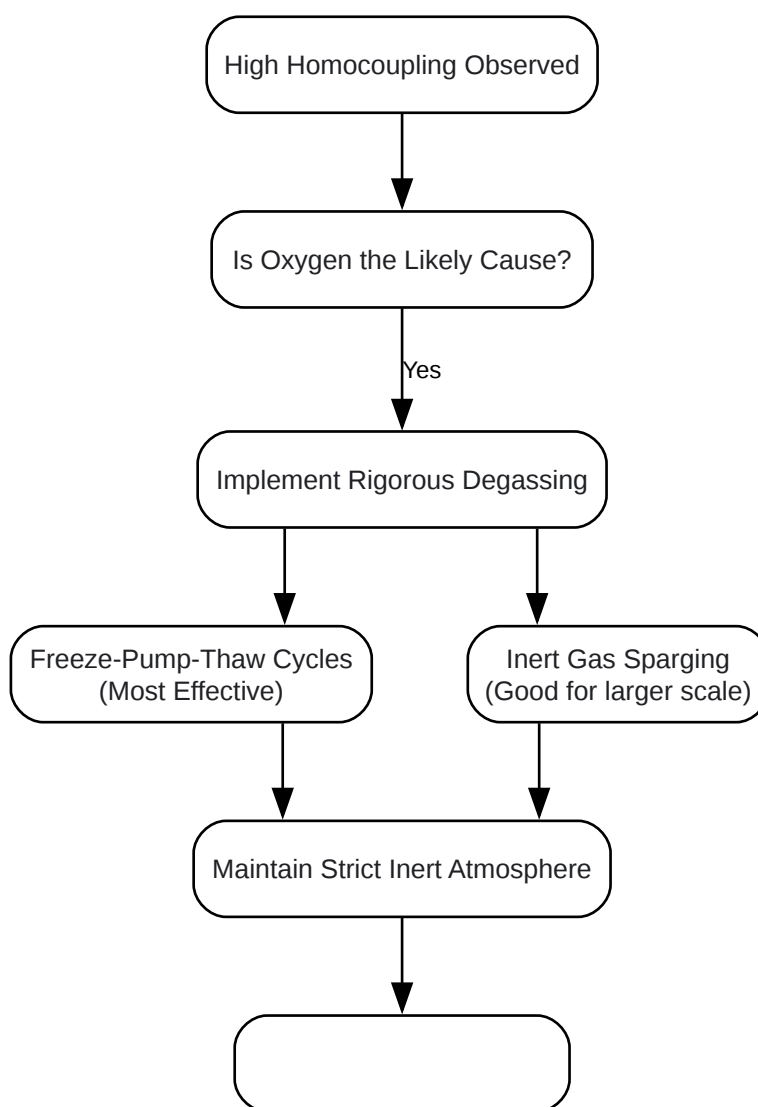 High Homocoupling Observed
Is Oxygen the Likely Cause?
Yes
Implement Rigorous Degassing
Freeze-Pump-Thaw Cycles
(Most Effective)
Inert Gas Sparging
(Good for larger scale)
Maintain Strict Inert Atmosphere